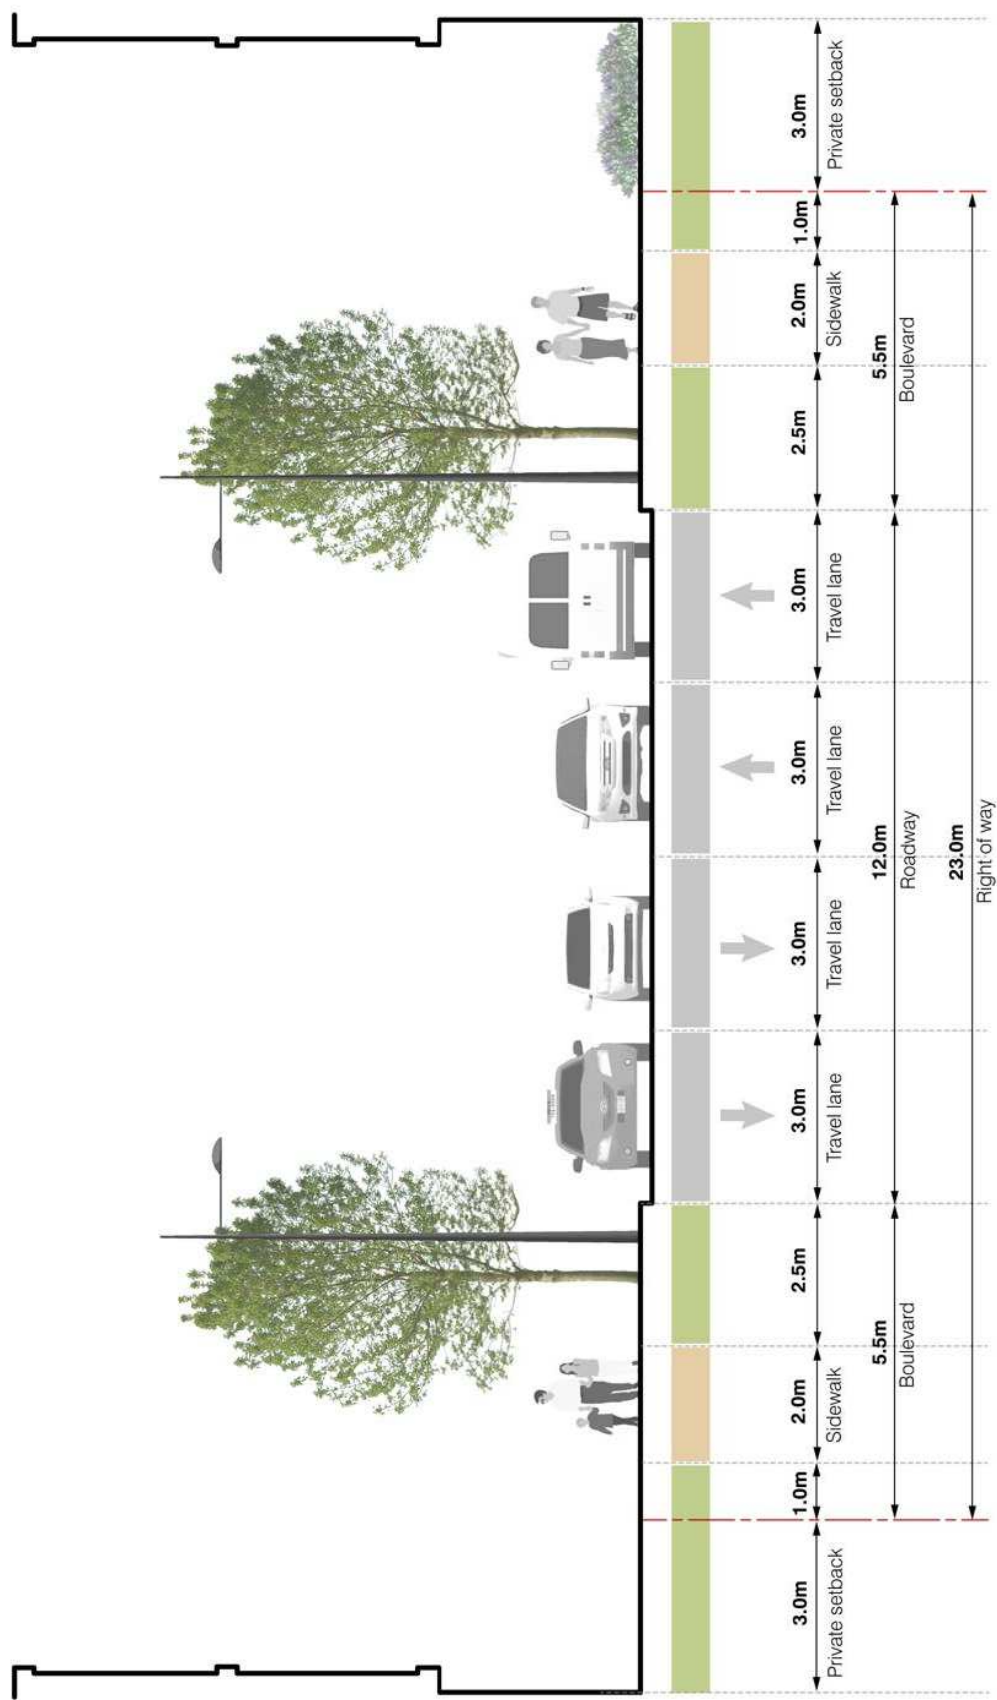 3.0m 1.0m 2.0m 2.5m 3.0m 3.0m 3.0m 3.0m 2.5m 2.0m 1.0m 3.0m
Private setback Sidewalk Travel lane Travel lane Travel lane Travel lane Sidewalk Private setback
5.5m 12.0m 5.5m
Boulevard Roadway Boulevard
23.0m
Right of way